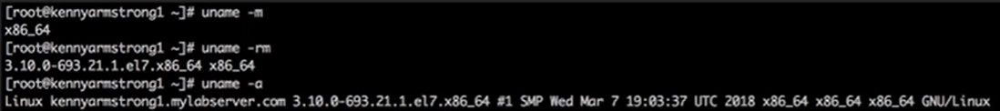 [root@kennyarmstrong1 ~]# uname -m
x86_64
[root@kennyarmstrong1 ~]# uname -rm
3.10.0-693.21.1.el7.x86_64 x86_64
[root@kennyarmstrong1 ~]# uname -a
Linux kennyarmstrong1.mylabserver.com 3.10.0-693.21.1.el7.x86_64 #1 SMP Wed Mar 7 19:03:37 UTC 2018 x86_64 x86_64 x86_64 GNU/Linux